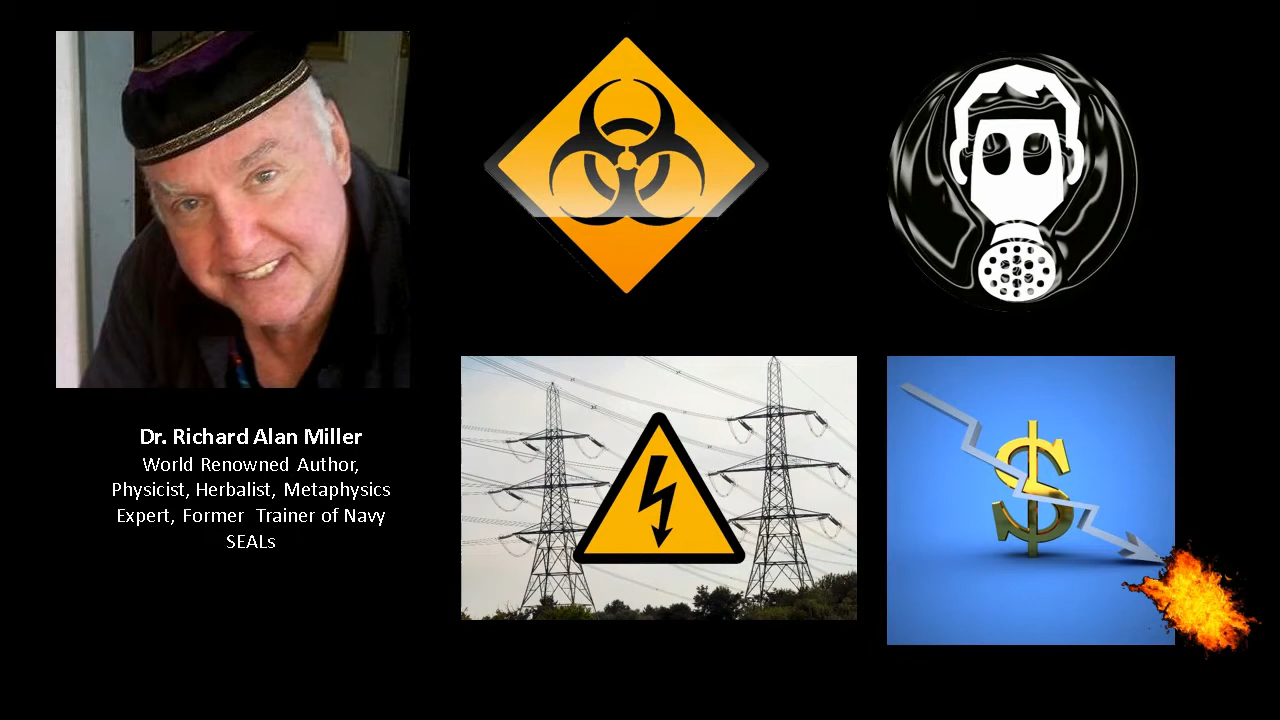 Dr. Richard Alan Miller
World Renowned Author,
Physicist, Herbalist, Metaphysics
Expert, Former Trainer of Navy
SEALs